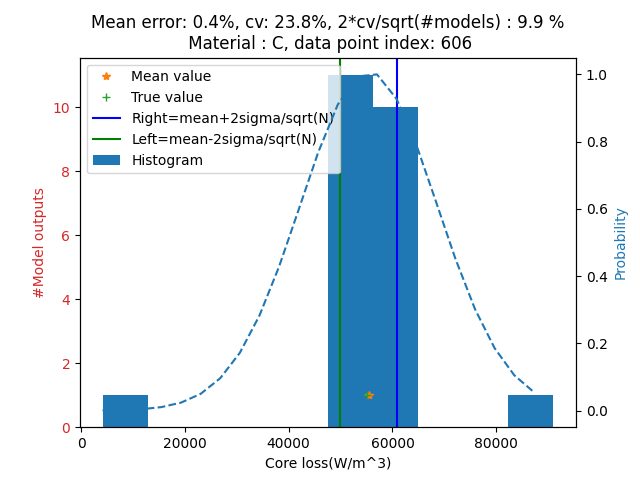 Mean error: 0.4%, cv: 23.8%, 2*cv/sqrt(#models) : 9.9 %
Material : C, data point index: 606
Mean value
True value
Right=mean+2sigma/sqrt(N)
Left=mean-2sigma/sqrt(N)
Histogram
#Model outputs
0
2
4
6
8
10
0.0
0.2
0.4
0.6
0.8
1.0
Probability
0
20000
40000
60000
80000
Core loss(W/m^3)